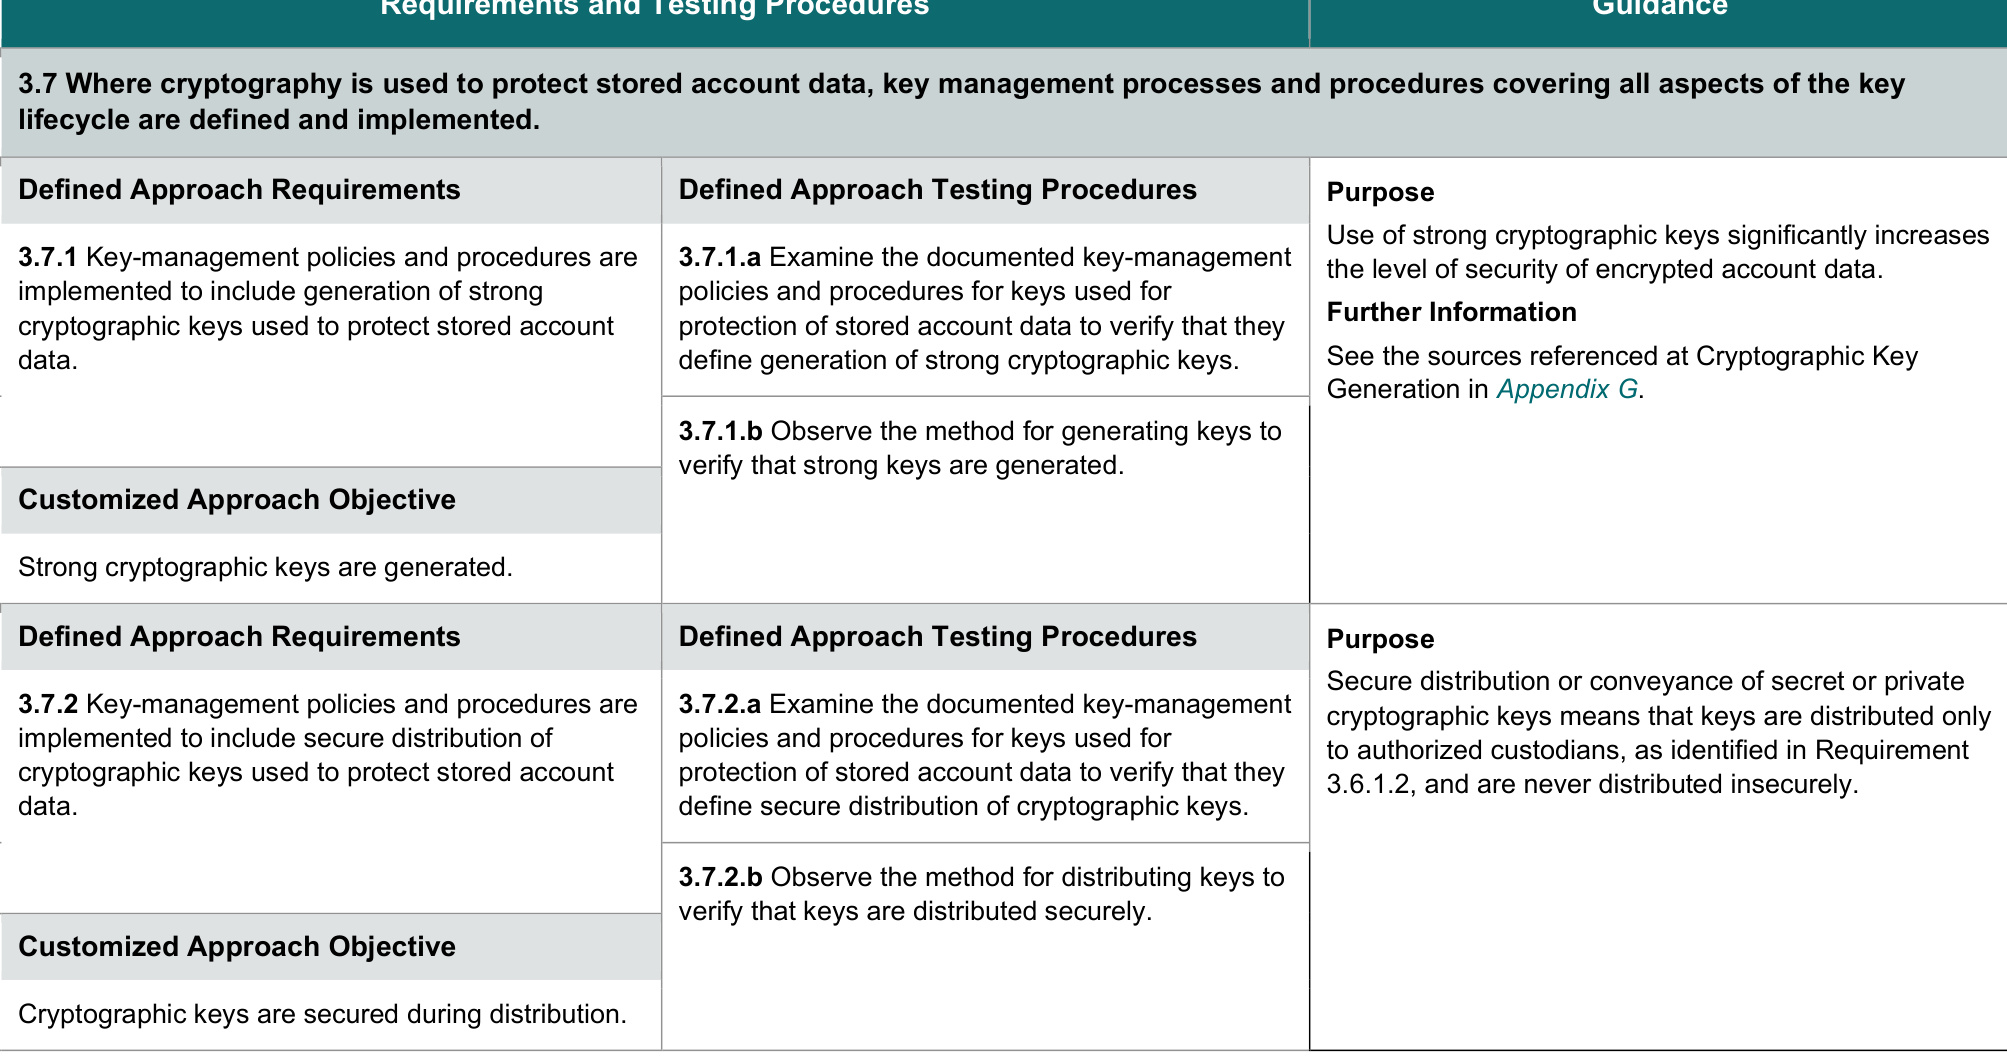 Requirements and Testing Procedures
Guidance
3.7 Where cryptography is used to protect stored account data, key management processes and procedures covering all aspects of the key
lifecycle are defined and implemented.
Defined Approach Requirements
3.7.1 Key-management policies and procedures are
implemented to include generation of strong
cryptographic keys used to protect stored account
data.
Customized Approach Objective
Strong cryptographic keys are generated.
Defined Approach Testing Procedures
3.7.1.a Examine the documented key-management
policies and procedures for keys used for
protection of stored account data to verify that they
define generation of strong cryptographic keys.
3.7.1.b Observe the method for generating keys to
verify that strong keys are generated.
Purpose
Use of strong cryptographic keys significantly increases
the level of security of encrypted account data.
Further Information
See the sources referenced at Cryptographic Key
Generation in Appendix G.
Defined Approach Requirements
3.7.2 Key-management policies and procedures are
implemented to include secure distribution of
cryptographic keys used to protect stored account
data.
Customized Approach Objective
Cryptographic keys are secured during distribution.
Defined Approach Testing Procedures
3.7.2.a Examine the documented key-management
policies and procedures for keys used for
protection of stored account data to verify that they
define secure distribution of cryptographic keys.
3.7.2.b Observe the method for distributing keys to
verify that keys are distributed securely.
Purpose
Secure distribution or conveyance of secret or private
cryptographic keys means that keys are distributed only
to authorized custodians, as identified in Requirement
3.6.1.2, and are never distributed insecurely.